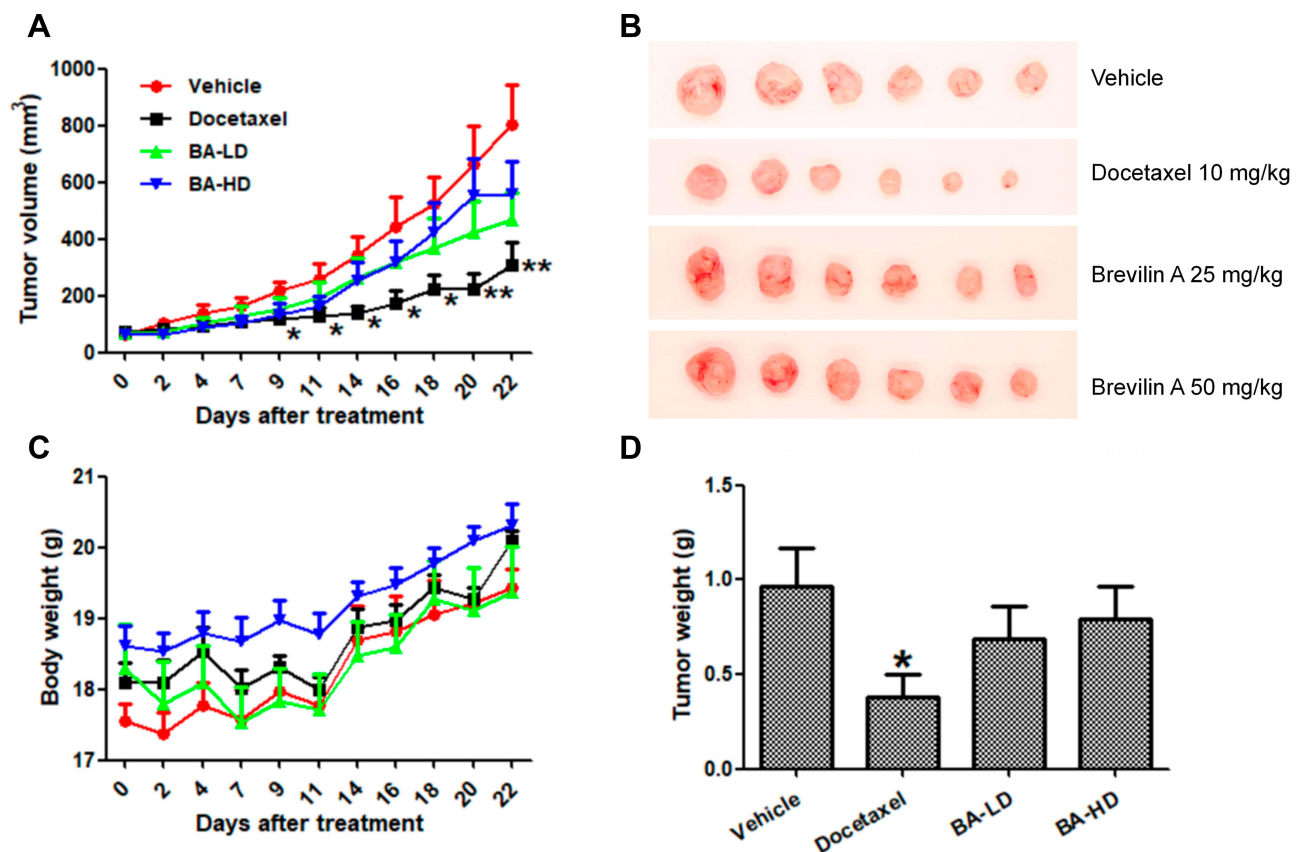 A
Tumor volume (mm³)
1000
800
600
400
200
0
Vehicle
Docetaxel
BA-LD
BA-HD
* * * * * ** **
0 2 4 7 9 11 14 16 18 20 22
Days after treatment
B
Vehicle
Docetaxel 10 mg/kg
Brevilin A 25 mg/kg
Brevilin A 50 mg/kg
C
Body weight (g)
21
20
19
18
17
0 2 4 7 9 11 14 16 18 20 22
Days after treatment
D
Tumor weight (g)
1.5
1.0
0.5
0.0
*
Vehicle Docetaxel BA-LD BA-HD